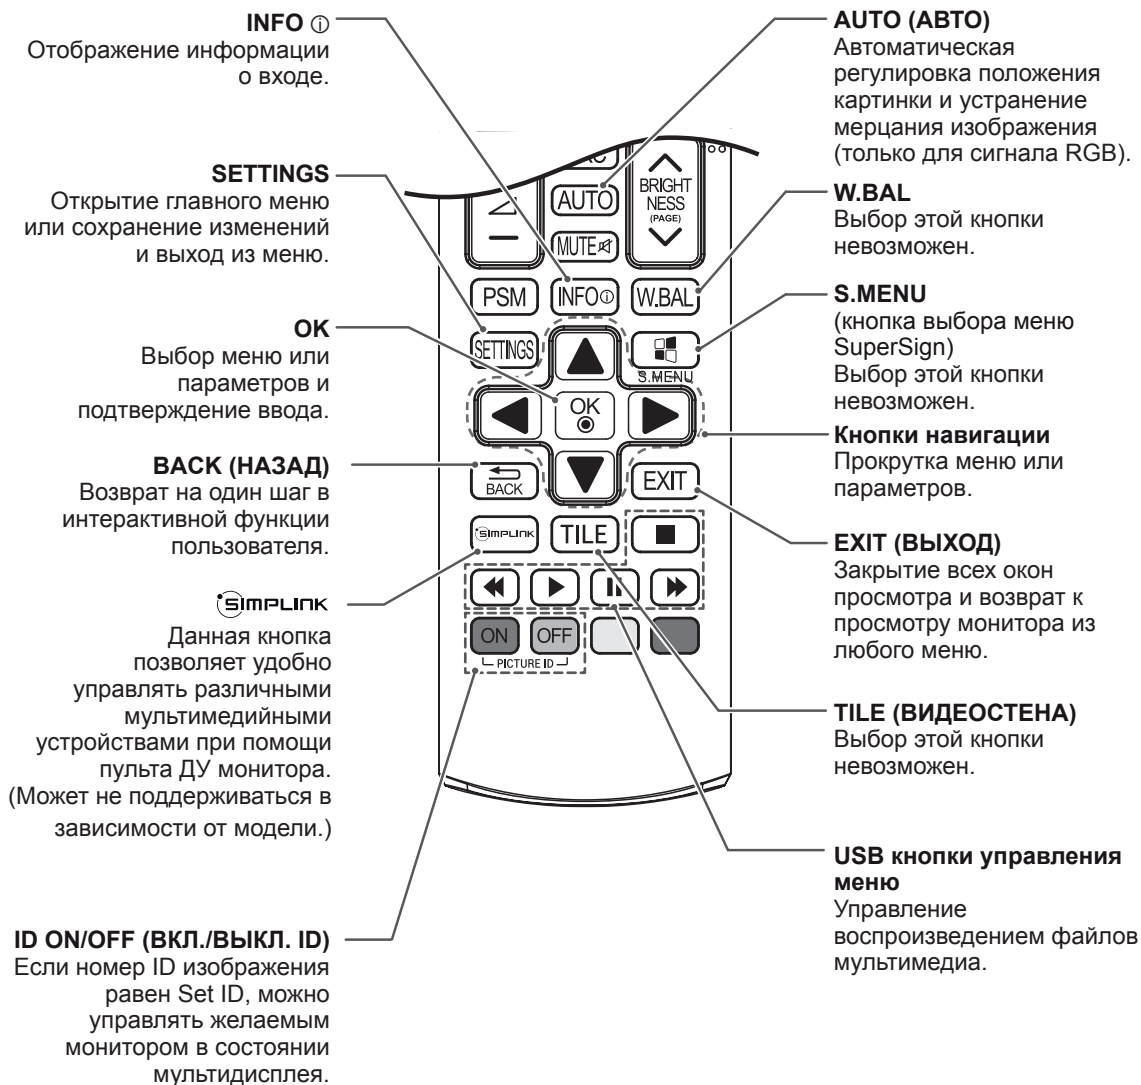 INFO ⓘ
Отображение информации
о входе.
SETTINGS
Открытие главного меню
или сохранение изменений
и выход из меню.
OK
Выбор меню или
параметров и
подтверждение ввода.
BACK (НАЗАД)
Возврат на один шаг в
интерактивной функции
пользователя.
SIMPLINK
Данная кнопка
позволяет удобно
управлять различными
мультимедийными
устройствами при помощи
пульта ДУ монитора.
(Может не поддерживаться в
зависимости от модели.)
ID ON/OFF (ВКЛ./ВЫКЛ. ID)
Если номер ID изображения
равен Set ID, можно
управлять желаемым
монитором в состоянии
мультидисплея.
AUTO
BRIGHT
NESS
(PAGE)
MUTE
PSM
INFOⓘ
W.BAL
SETTINGS
S.MENU
OK
BACK
EXIT
SIMPLINK
TILE
ON
OFF
PICTURE ID
AUTO (АВТО)
Автоматическая
регулировка положения
картинки и устранение
мерцания изображения
(только для сигнала RGB).
W.BAL
Выбор этой кнопки
невозможен.
S.MENU
(кнопка выбора меню
SuperSign)
Выбор этой кнопки
невозможен.
Кнопки навигации
Прокрутка меню или
параметров.
EXIT (ВЫХОД)
Закрытие всех окон
просмотра и возврат к
просмотру монитора из
любого меню.
TILE (ВИДЕОСТЕНА)
Выбор этой кнопки
невозможен.
USB кнопки управления
меню
Управление
воспроизведением файлов
мультимедиа.